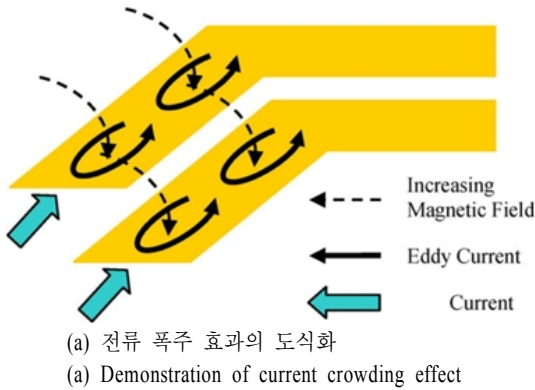 Increasing
Magnetic Field
Eddy Current
Current
(a) 전류 폭주 효과의 도식화
(a) Demonstration of current crowding effect